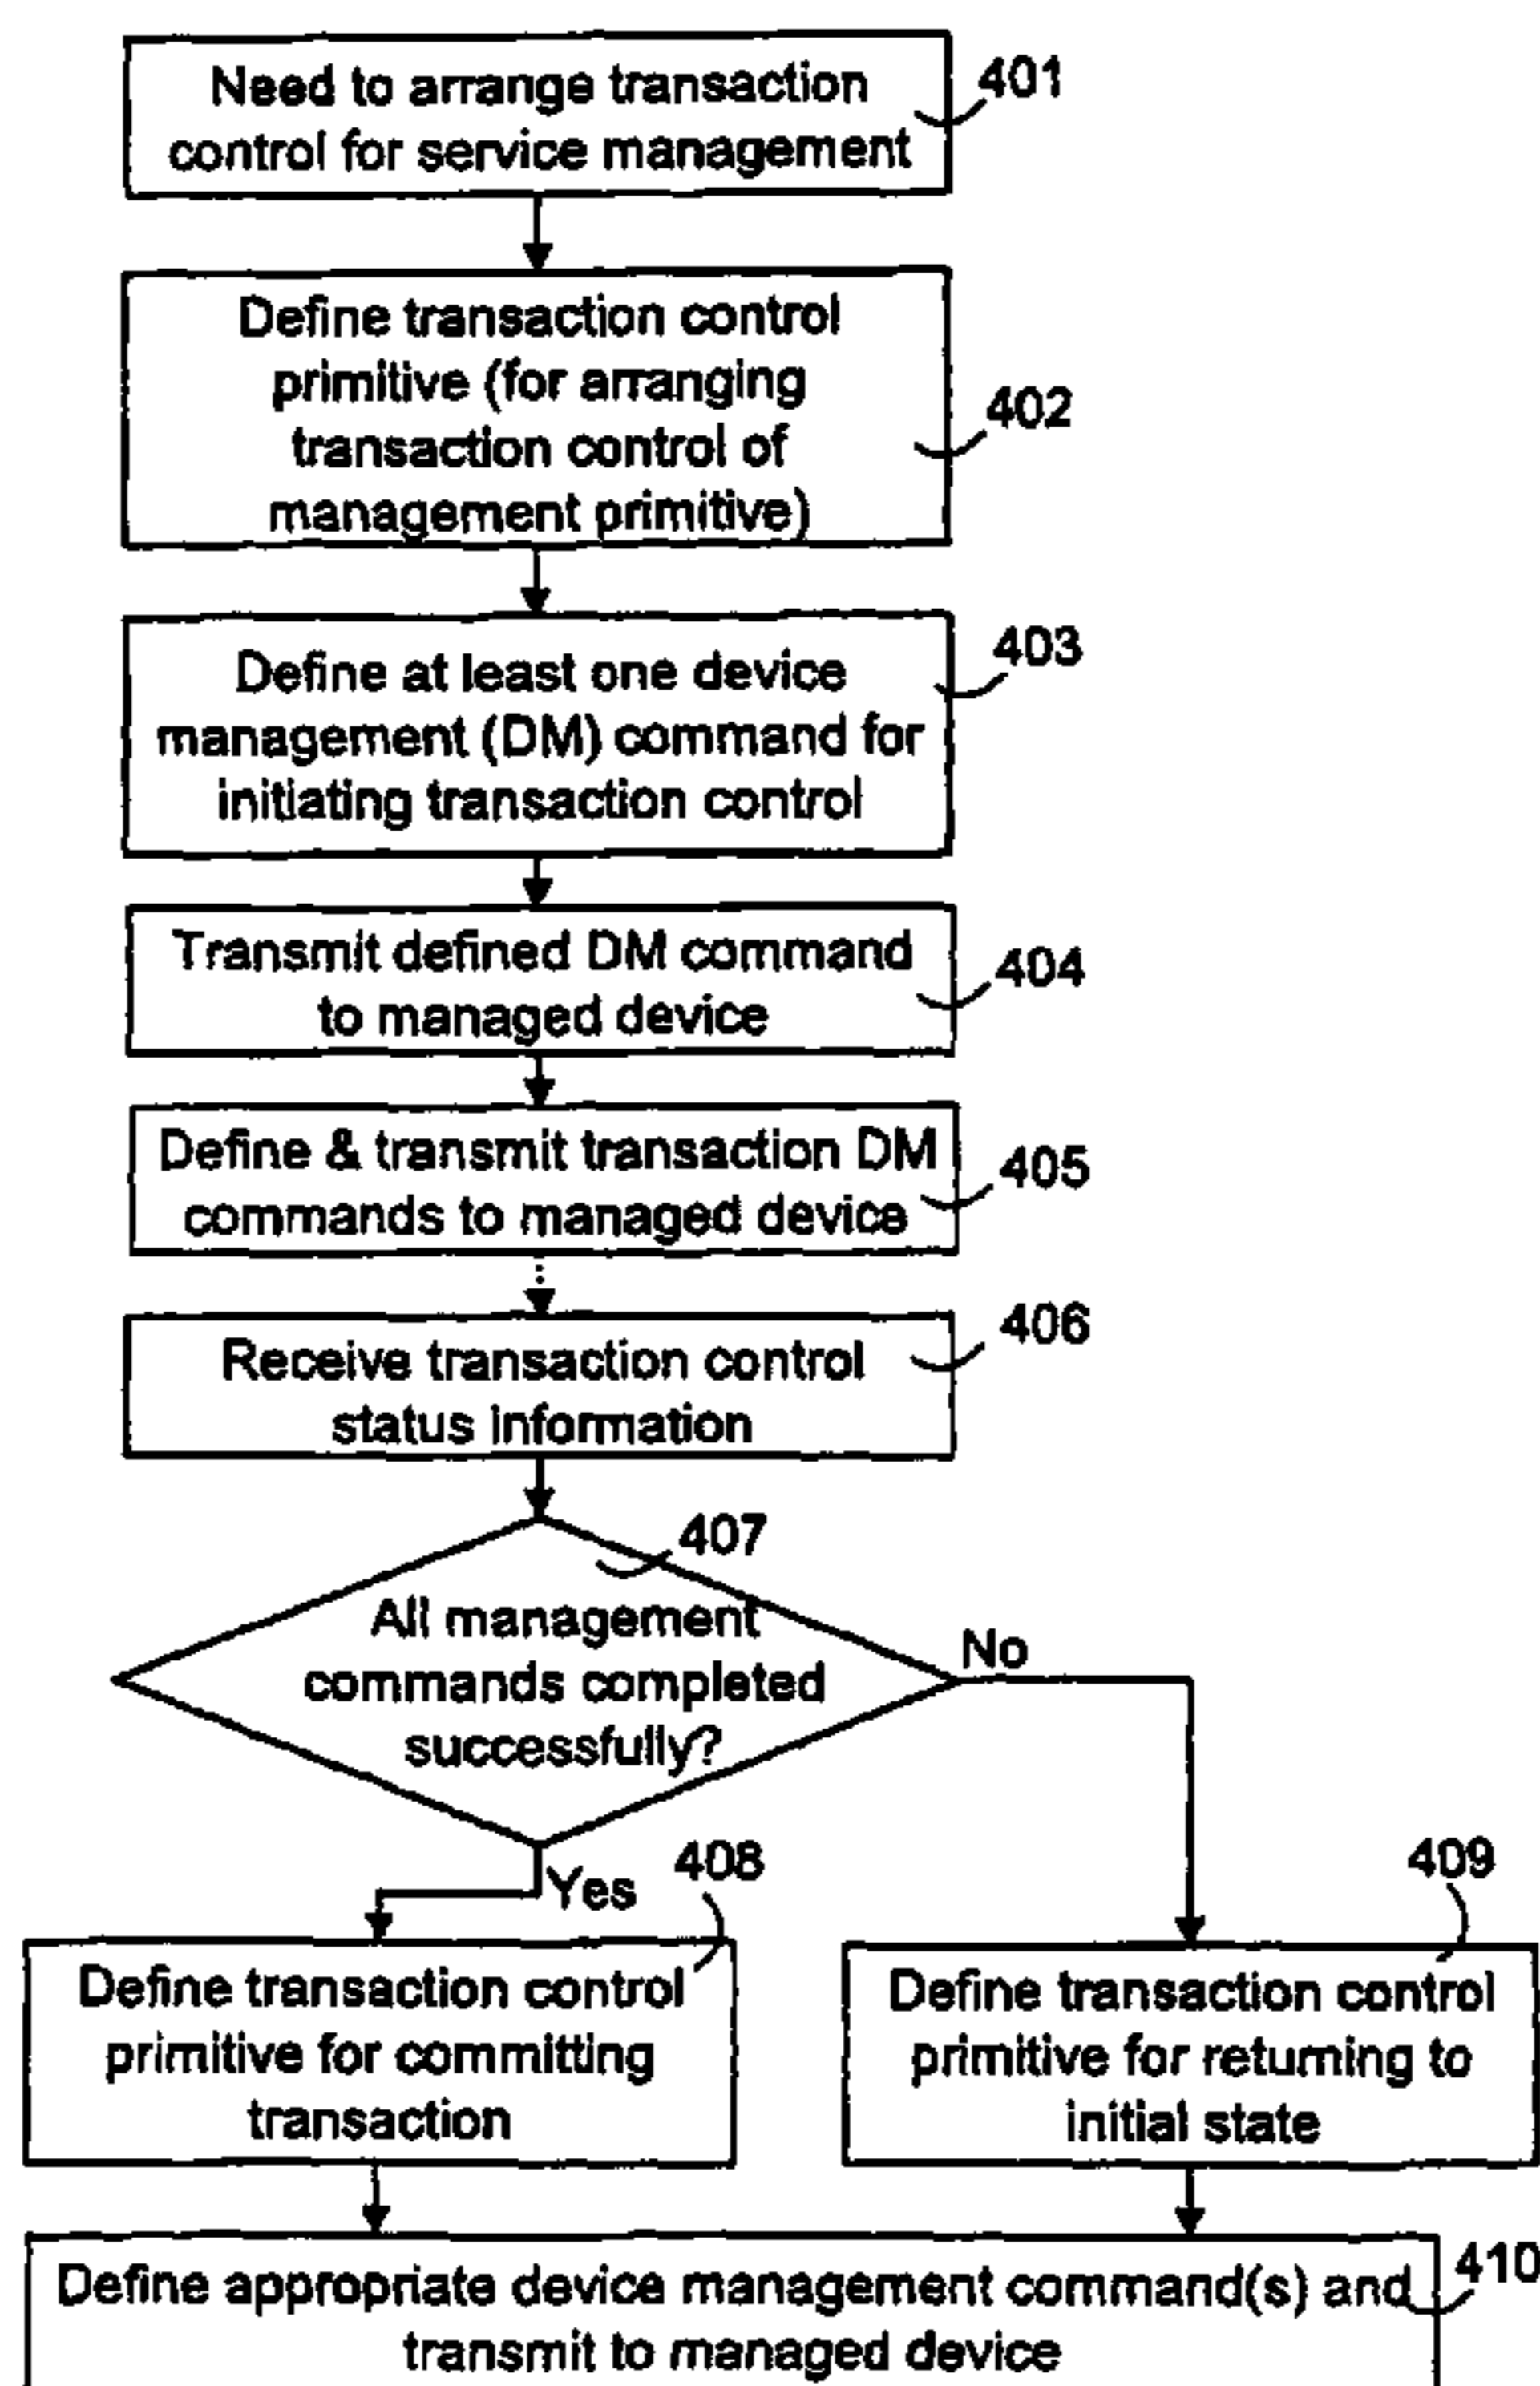 Need to arrange transaction
control for service management
401
Define transaction control
primitive (for arranging
transaction control of
management primitive)
402
Define at least one device
management (DM) command for
initiating transaction control
403
Transmit defined DM command
to managed device
404
Define & transmit transaction DM
commands to managed device
405
Receive transaction control
status information
406
407
All management
commands completed
successfully?
No
Yes
408
Define transaction control
primitive for committing
transaction
409
Define transaction control
primitive for returning to
initial state
Define appropriate device management command(s) and
transmit to managed device
410